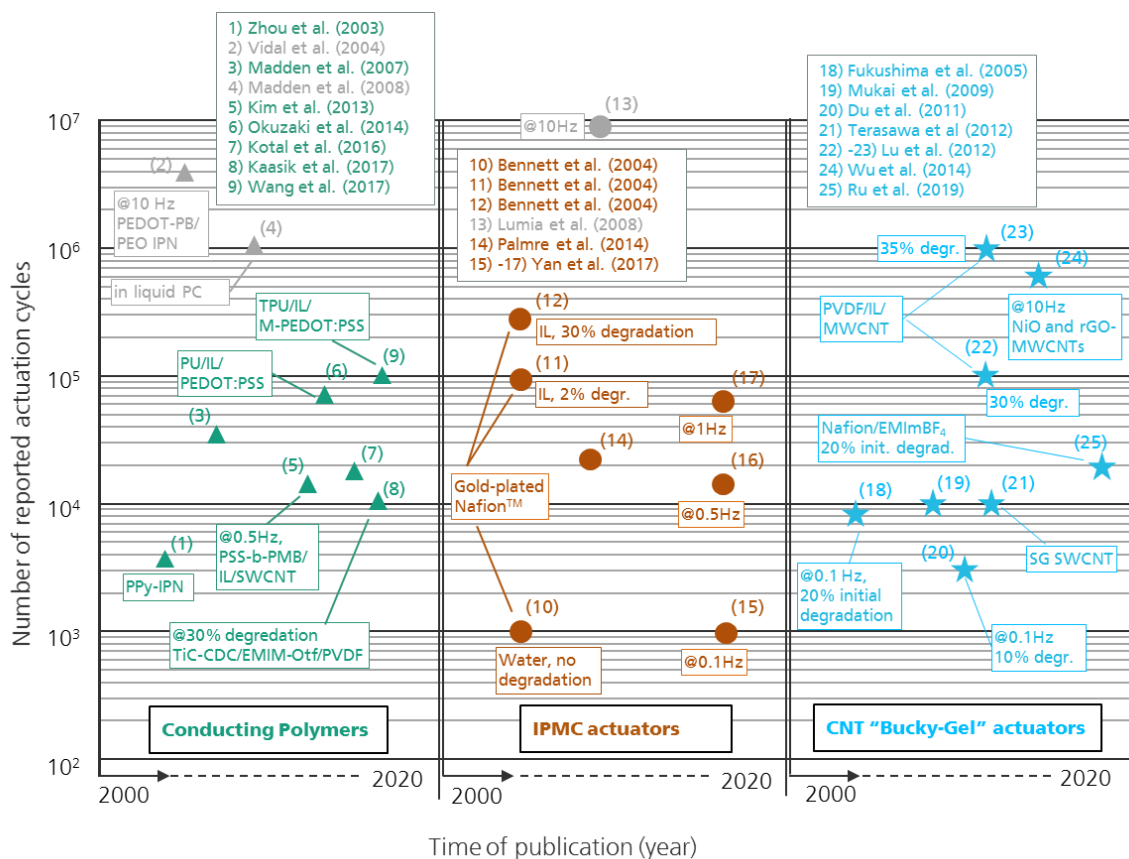 1) Zhou et al. (2003)
2) Vidal et al. (2004)
3) Madden et al. (2007)
4) Madden et al. (2008)
5) Kim et al. (2013)
6) Okuzaki et al. (2014)
7) Kotal et al. (2016)
8) Kaasik et al. (2017)
9) Wang et al. (2017)
18) Fukushima et al. (2005)
19) Mukai et al. (2009)
20) Du et al. (2011)
21) Terasawa et al (2012)
22) -23) Lu et al. (2012)
24) Wu et al. (2014)
25) Ru et al. (2019)
10) Bennett et al. (2004)
11) Bennett et al. (2004)
12) Bennett et al. (2004)
13) Lumia et al. (2008)
14) Palmre et al. (2014)
15) -17) Yan et al. (2017)
Number of reported actuation cycles
10⁷
10⁶
10⁵
10⁴
10³
10²
(2)
@10 Hz
PEDOT-PB/
PEO IPN
(4)
in liquid PC
TPU/IL/
M-PEDOT:PSS
(9)
PU/IL/
PEDOT:PSS
(6)
(3)
(5)
(7)
(8)
@0.5Hz,
PSS-b-PMB/
IL/SWCNT
(1)
PPy-IPN
@30% degredation
TiC-CDC/EMIM-Otf/PVDF
Conducting Polymers
(13)
@10Hz
(12)
IL, 30% degradation
(11)
IL, 2% degr.
(17)
@1Hz
(14)
(16)
@0.5Hz
Gold-plated
Nafion™
(10)
Water, no
degradation
(15)
@0.1Hz
IPMC actuators
35% degr.
(23)
(24)
PVDF/IL/
MWCNT
@10Hz
NiO and rGO-
MWCNTs
(22)
30% degr.
Nafion/EMImBF₄
20% init. degrad.
(25)
(18)
(19)
(21)
@0.1 Hz,
20% initial
degradation
(20)
SG SWCNT
@0.1Hz
10% degr.
CNT "Bucky-Gel" actuators
2000
2020
2000
2020
2000
2020
Time of publication (year)